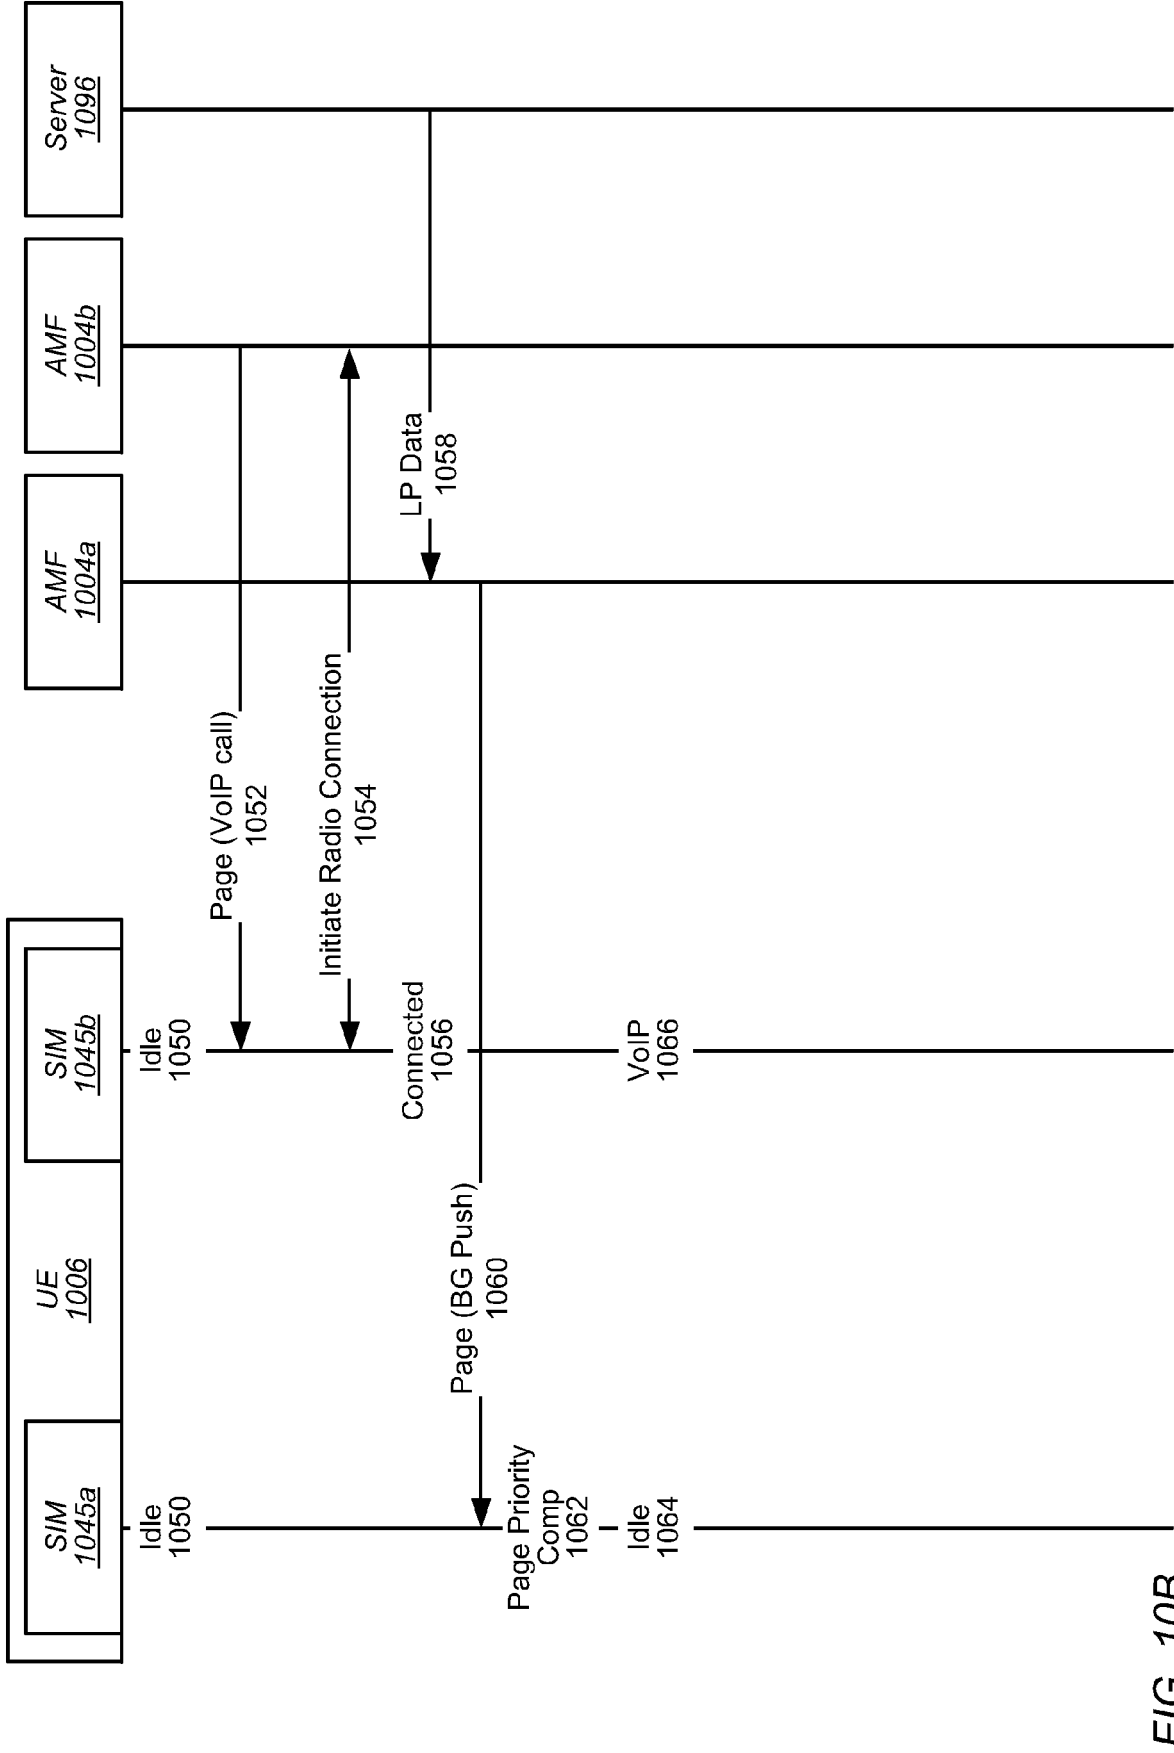 UE
1006
SIM
1045a
SIM
1045b
AMF
1004a
AMF
1004b
Server
1096
Idle
1050
Idle
1050
Page (VoIP call)
1052
Initiate Radio Connection
1054
Connected
1056
LP Data
1058
Page (BG Push)
1060
Page Priority
Comp
1062
Idle
1064
VoIP
1066
FIG. 10B